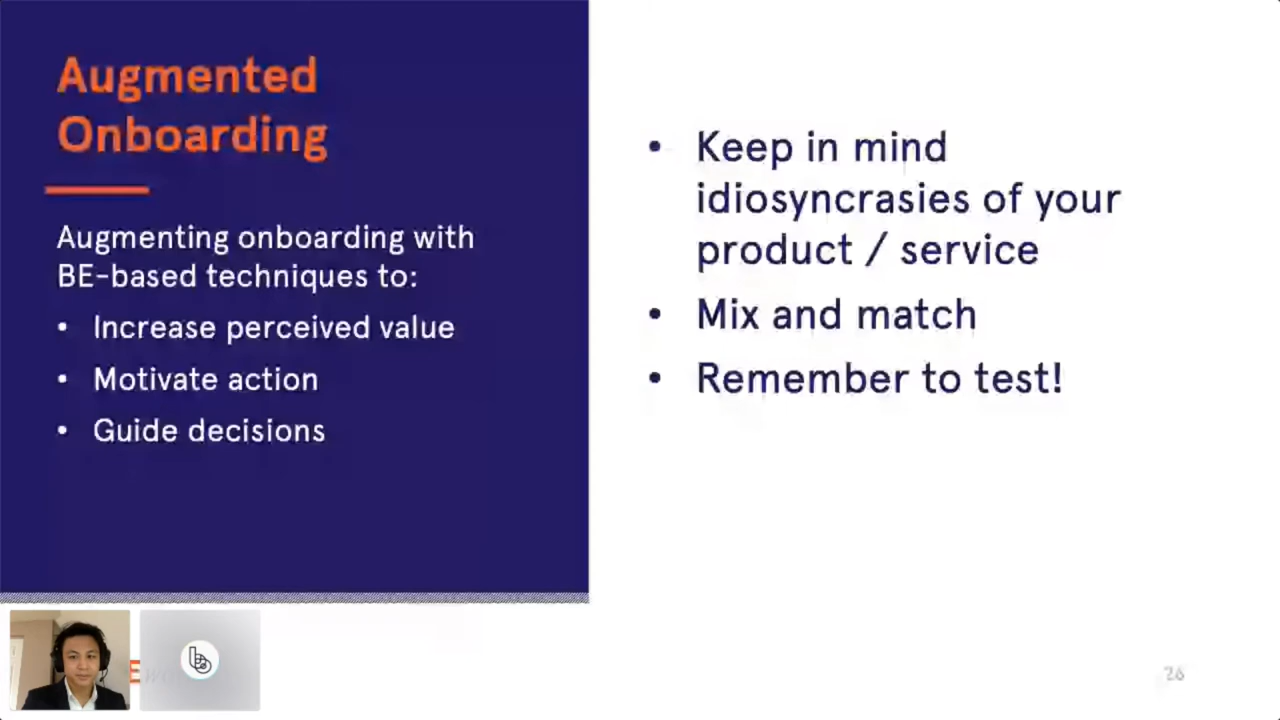 Augmented
Onboarding
Augmenting onboarding with
BE-based techniques to:
• Increase perceived value
• Motivate action
• Guide decisions
• Keep in mind
idiosyncrasies of your
product / service
• Mix and match
• Remember to test!
26